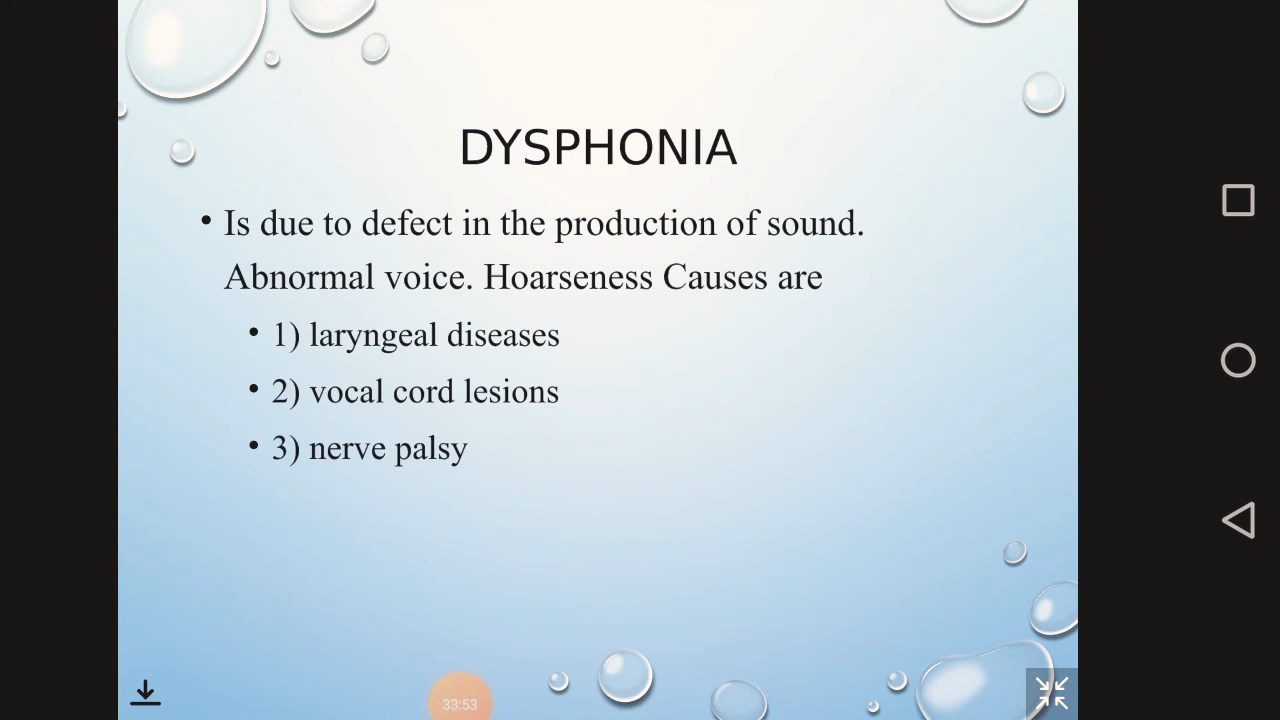 DYSPHONIA
• Is due to defect in the production of sound.
Abnormal voice. Hoarseness Causes are
• 1) laryngeal diseases
• 2) vocal cord lesions
• 3) nerve palsy
33:53